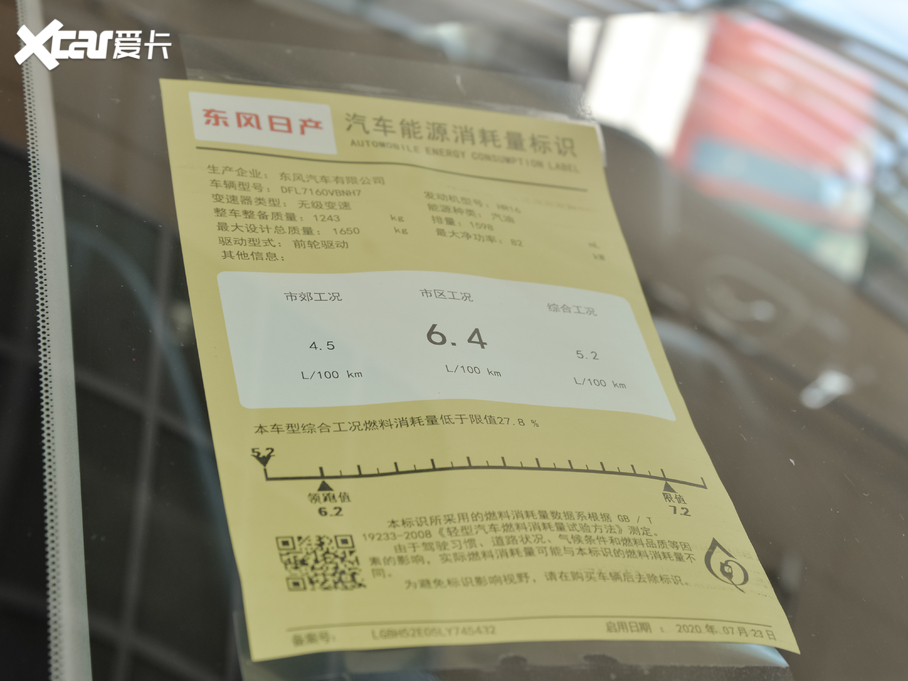 Xcar爱卡
东风日产 汽车能源消耗量标识
AUTOMOBILE ENERGY CONSUMPTION LABEL
生产企业：东风汽车有限公司
车辆型号：DFL7160VBNH7 发动机型号：HR16
变速器类型：无级变速 能源种类：汽油
整车整备质量：1243 kg 排量：1598 mL
最大设计总质量：1650 kg 最大净功率：82 kW
驱动型式：前轮驱动
其他信息：
市郊工况 市区工况 综合工况
4.5 6.4 5.2
L/100 km L/100 km L/100 km
本车型综合工况燃料消耗量低于限值27.8 %
5.2
领跑值 限值
6.2 7.2
本标识所采用的燃料消耗量数据系根据 GB / T
19233-2008《轻型汽车燃料消耗量试验方法》测定。
由于驾驶习惯、道路状况、气候条件和燃料品质等因
素的影响，实际燃料消耗量可能与本标识的燃料消耗量不
同。
为避免标识影响视野，请在购买车辆后去除标识。
备案号： LGBH52E05LY745432 启用日期 ： 2020 年 07 月 23 日